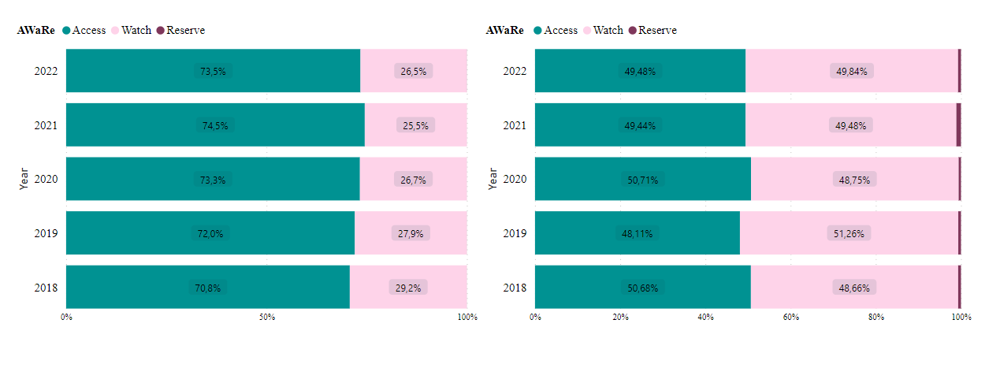 AWaRe Access Watch Reserve
2022 73,5% 26,5%
2021 74,5% 25,5%
2020 73,3% 26,7%
2019 72,0% 27,9%
2018 70,8% 29,2%
Year
0% 50% 100%
AWaRe Access Watch Reserve
2022 49,48% 49,84%
2021 49,44% 49,48%
2020 50,71% 48,75%
2019 48,11% 51,26%
2018 50,68% 48,66%
Year
0% 20% 40% 60% 80% 100%